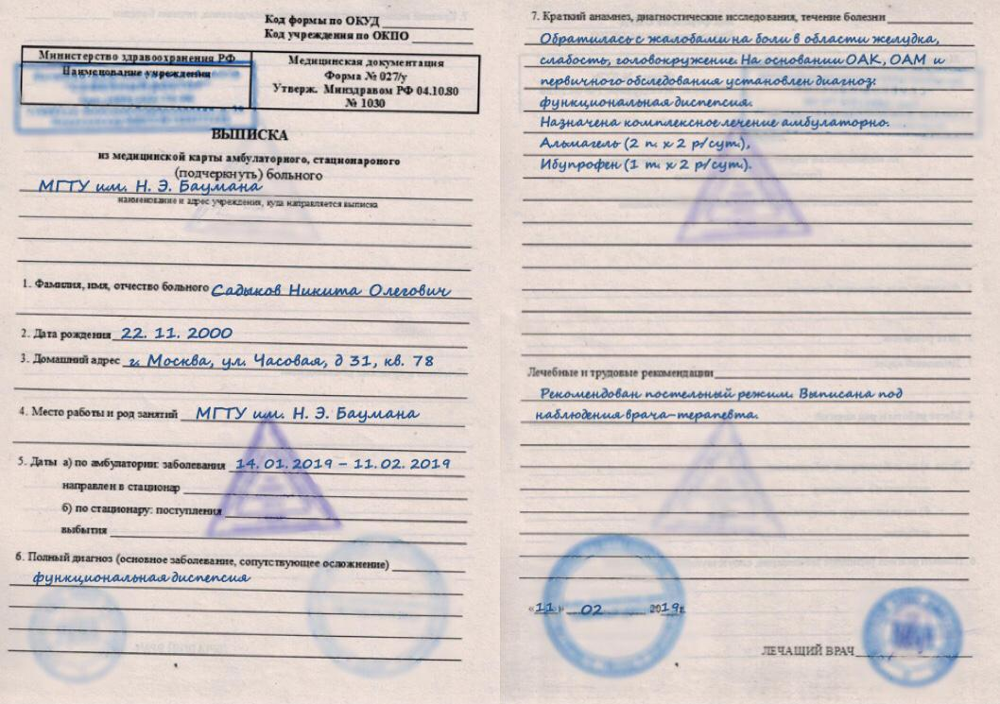 Код формы по ОКУД
Код учреждения по ОКПО
Министерство здравоохранения РФ
Наименование учреждения
Медицинская документация
Форма № 027/у
Утверж. Минздравом РФ 04.10.80
№ 1030
ВЫПИСКА
из медицинской карты амбулаторного, стационароного
(подчеркнуть) больного
МГТУ им. Н. Э. Баумана
наименование и адрес учреждения, куда направляется выписка
1. Фамилия, имя, отчество больного Садыков Никита Олегович
2. Дата рождения 22. 11. 2000
3. Домашний адрес г. Москва, ул. Часовая, д 31, кв. 78
4. Место работы и род занятий МГТУ им. Н. Э. Баумана
5. Даты а) по амбулатории: заболевания 14. 01. 2019 – 11. 02. 2019
направлен в стационар
б) по стационару: поступления
выбытия
6. Полный диагноз (основное заболевание, сопутствующее осложнение)
функциональная диспепсия
7. Краткий анамнез, диагностические исследования, течение болезни
Обратилась с жалобами на боли в области желудка,
слабость, головокружение. На основании ОАК, ОАМ и
первичного обследования установлен диагноз:
функциональная диспепсия.
Назначена комплексное лечение амбулаторно.
Альмагель (2 п. х 2 р/сут.),
Ибупрофен (1 т. х 2 р/сут.).
Лечебные и трудовые рекомендации
Рекомендован постельный режим. Выписана под
наблюдения врача-терапевта.
«11» 02 2019г.
ЛЕЧАЩИЙ ВРАЧ